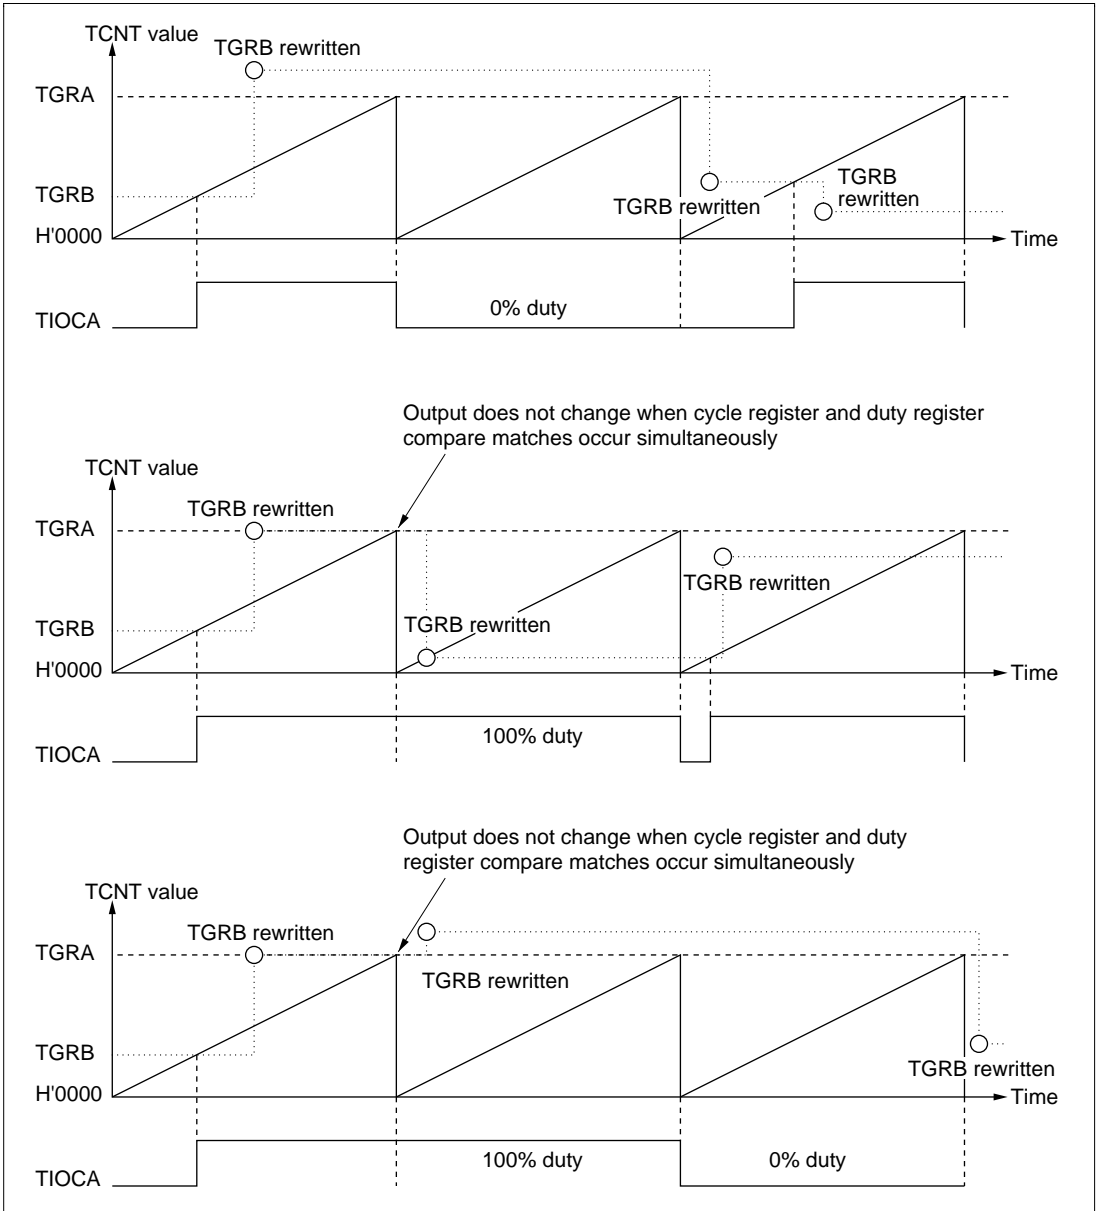 TCNT value
TGRB rewritten
TGRA
TGRB
TGRB rewritten
TGRB
rewritten
H'0000
Time
0% duty
TIOCA
Output does not change when cycle register and duty register
compare matches occur simultaneously
TCNT value
TGRB rewritten
TGRA
TGRB rewritten
TGRB
TGRB rewritten
H'0000
Time
100% duty
TIOCA
Output does not change when cycle register and duty
register compare matches occur simultaneously
TCNT value
TGRB rewritten
TGRA
TGRB rewritten
TGRB
TGRB rewritten
H'0000
Time
100% duty
0% duty
TIOCA